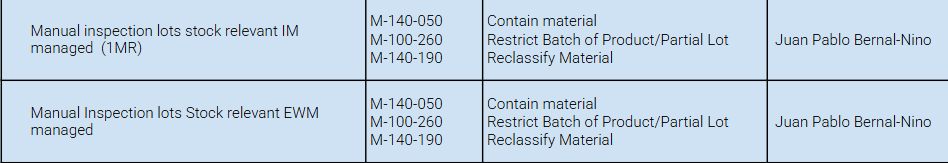 Manual inspection lots stock relevant IM
managed  (1MR)
M-140-050
M-100-260
M-140-190
Contain material
Restrict Batch of Product/Partial Lot
Reclassify Material
Juan Pablo Bernal-Nino
Manual Inspection lots Stock relevant EWM
managed
M-140-050
M-100-260
M-140-190
Contain material
Restrict Batch of Product/Partial Lot
Reclassify Material
Juan Pablo Bernal-Nino